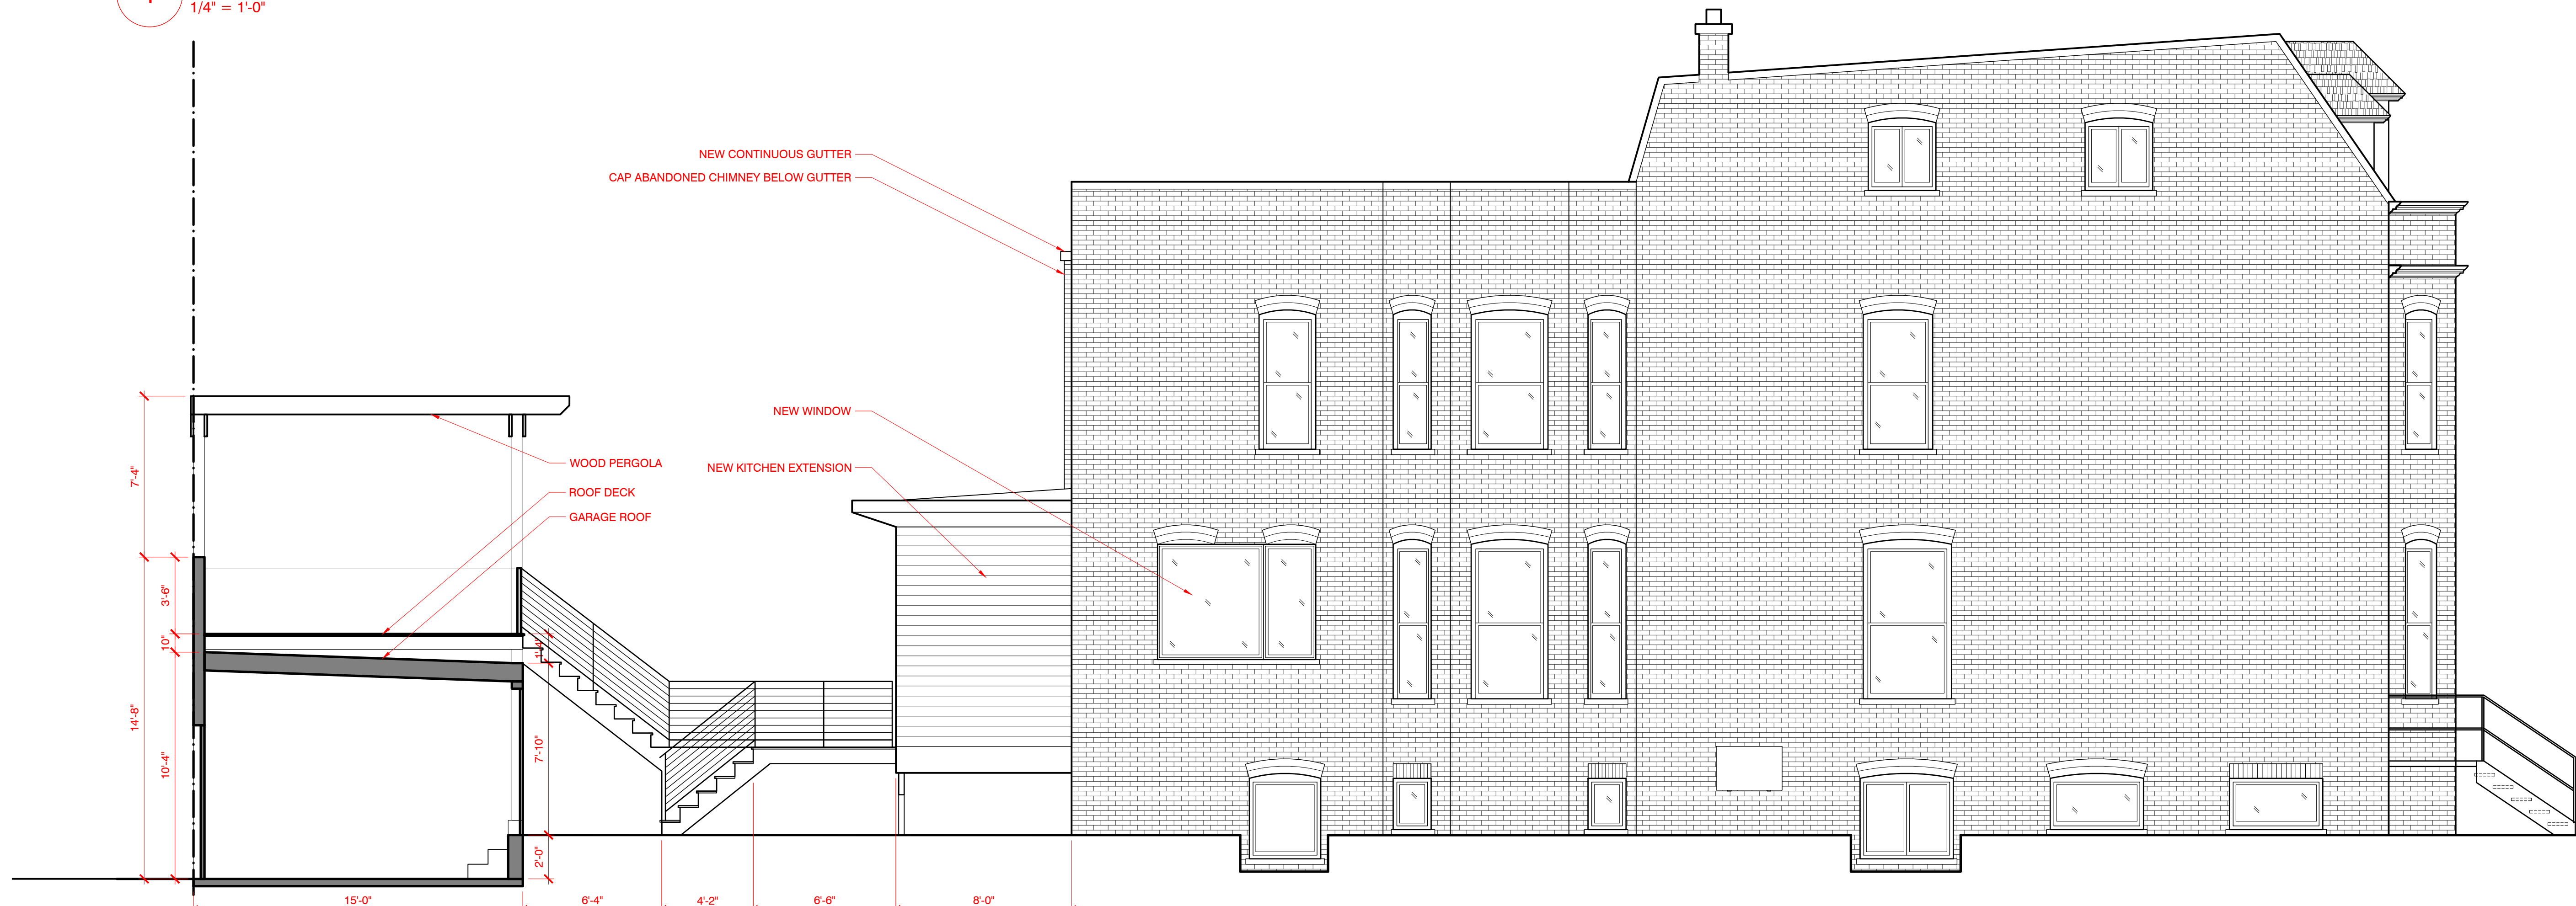 1/4" = 1'-0"
NEW CONTINUOUS GUTTER
CAP ABANDONED CHIMNEY BELOW GUTTER
NEW WINDOW
NEW KITCHEN EXTENSION
WOOD PERGOLA
ROOF DECK
GARAGE ROOF
7'-4"
3'-6"
10"
1'-4"
14'-8"
10'-4"
7'-10"
2'-0"
15'-0"
6'-4"
4'-2"
6'-6"
8'-0"